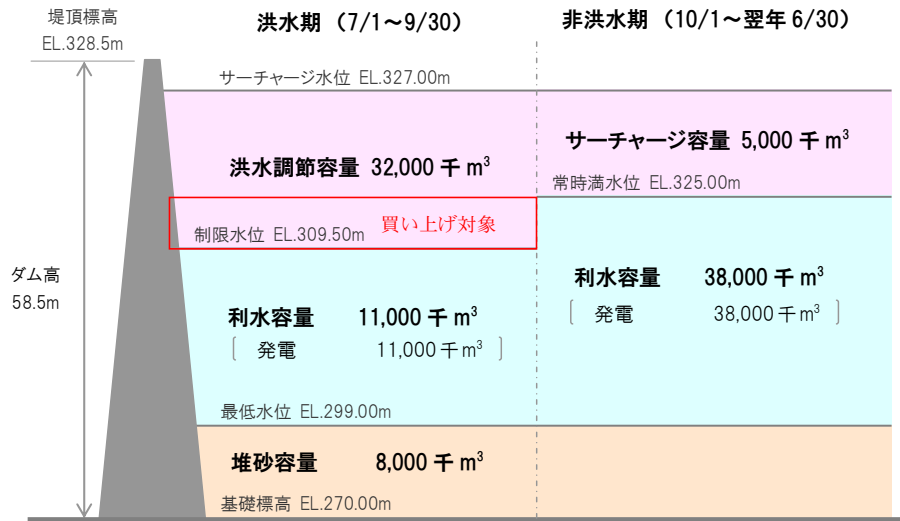 堤頂標高
EL.328.5m
洪水期（7/1～9/30）
非洪水期（10/1～翌年 6/30）
サーチャージ水位 EL.327.00m
サーチャージ容量 5,000 千 m³
洪水調節容量 32,000 千 m³
常時満水位 EL.325.00m
買い上げ対象
制限水位 EL.309.50m
ダム高
58.5m
利水容量 38,000 千 m³
〔 発電 38,000 千 m³ 〕
利水容量 11,000 千 m³
〔 発電 11,000 千 m³ 〕
最低水位 EL.299.00m
堆砂容量 8,000 千 m³
基礎標高 EL.270.00m